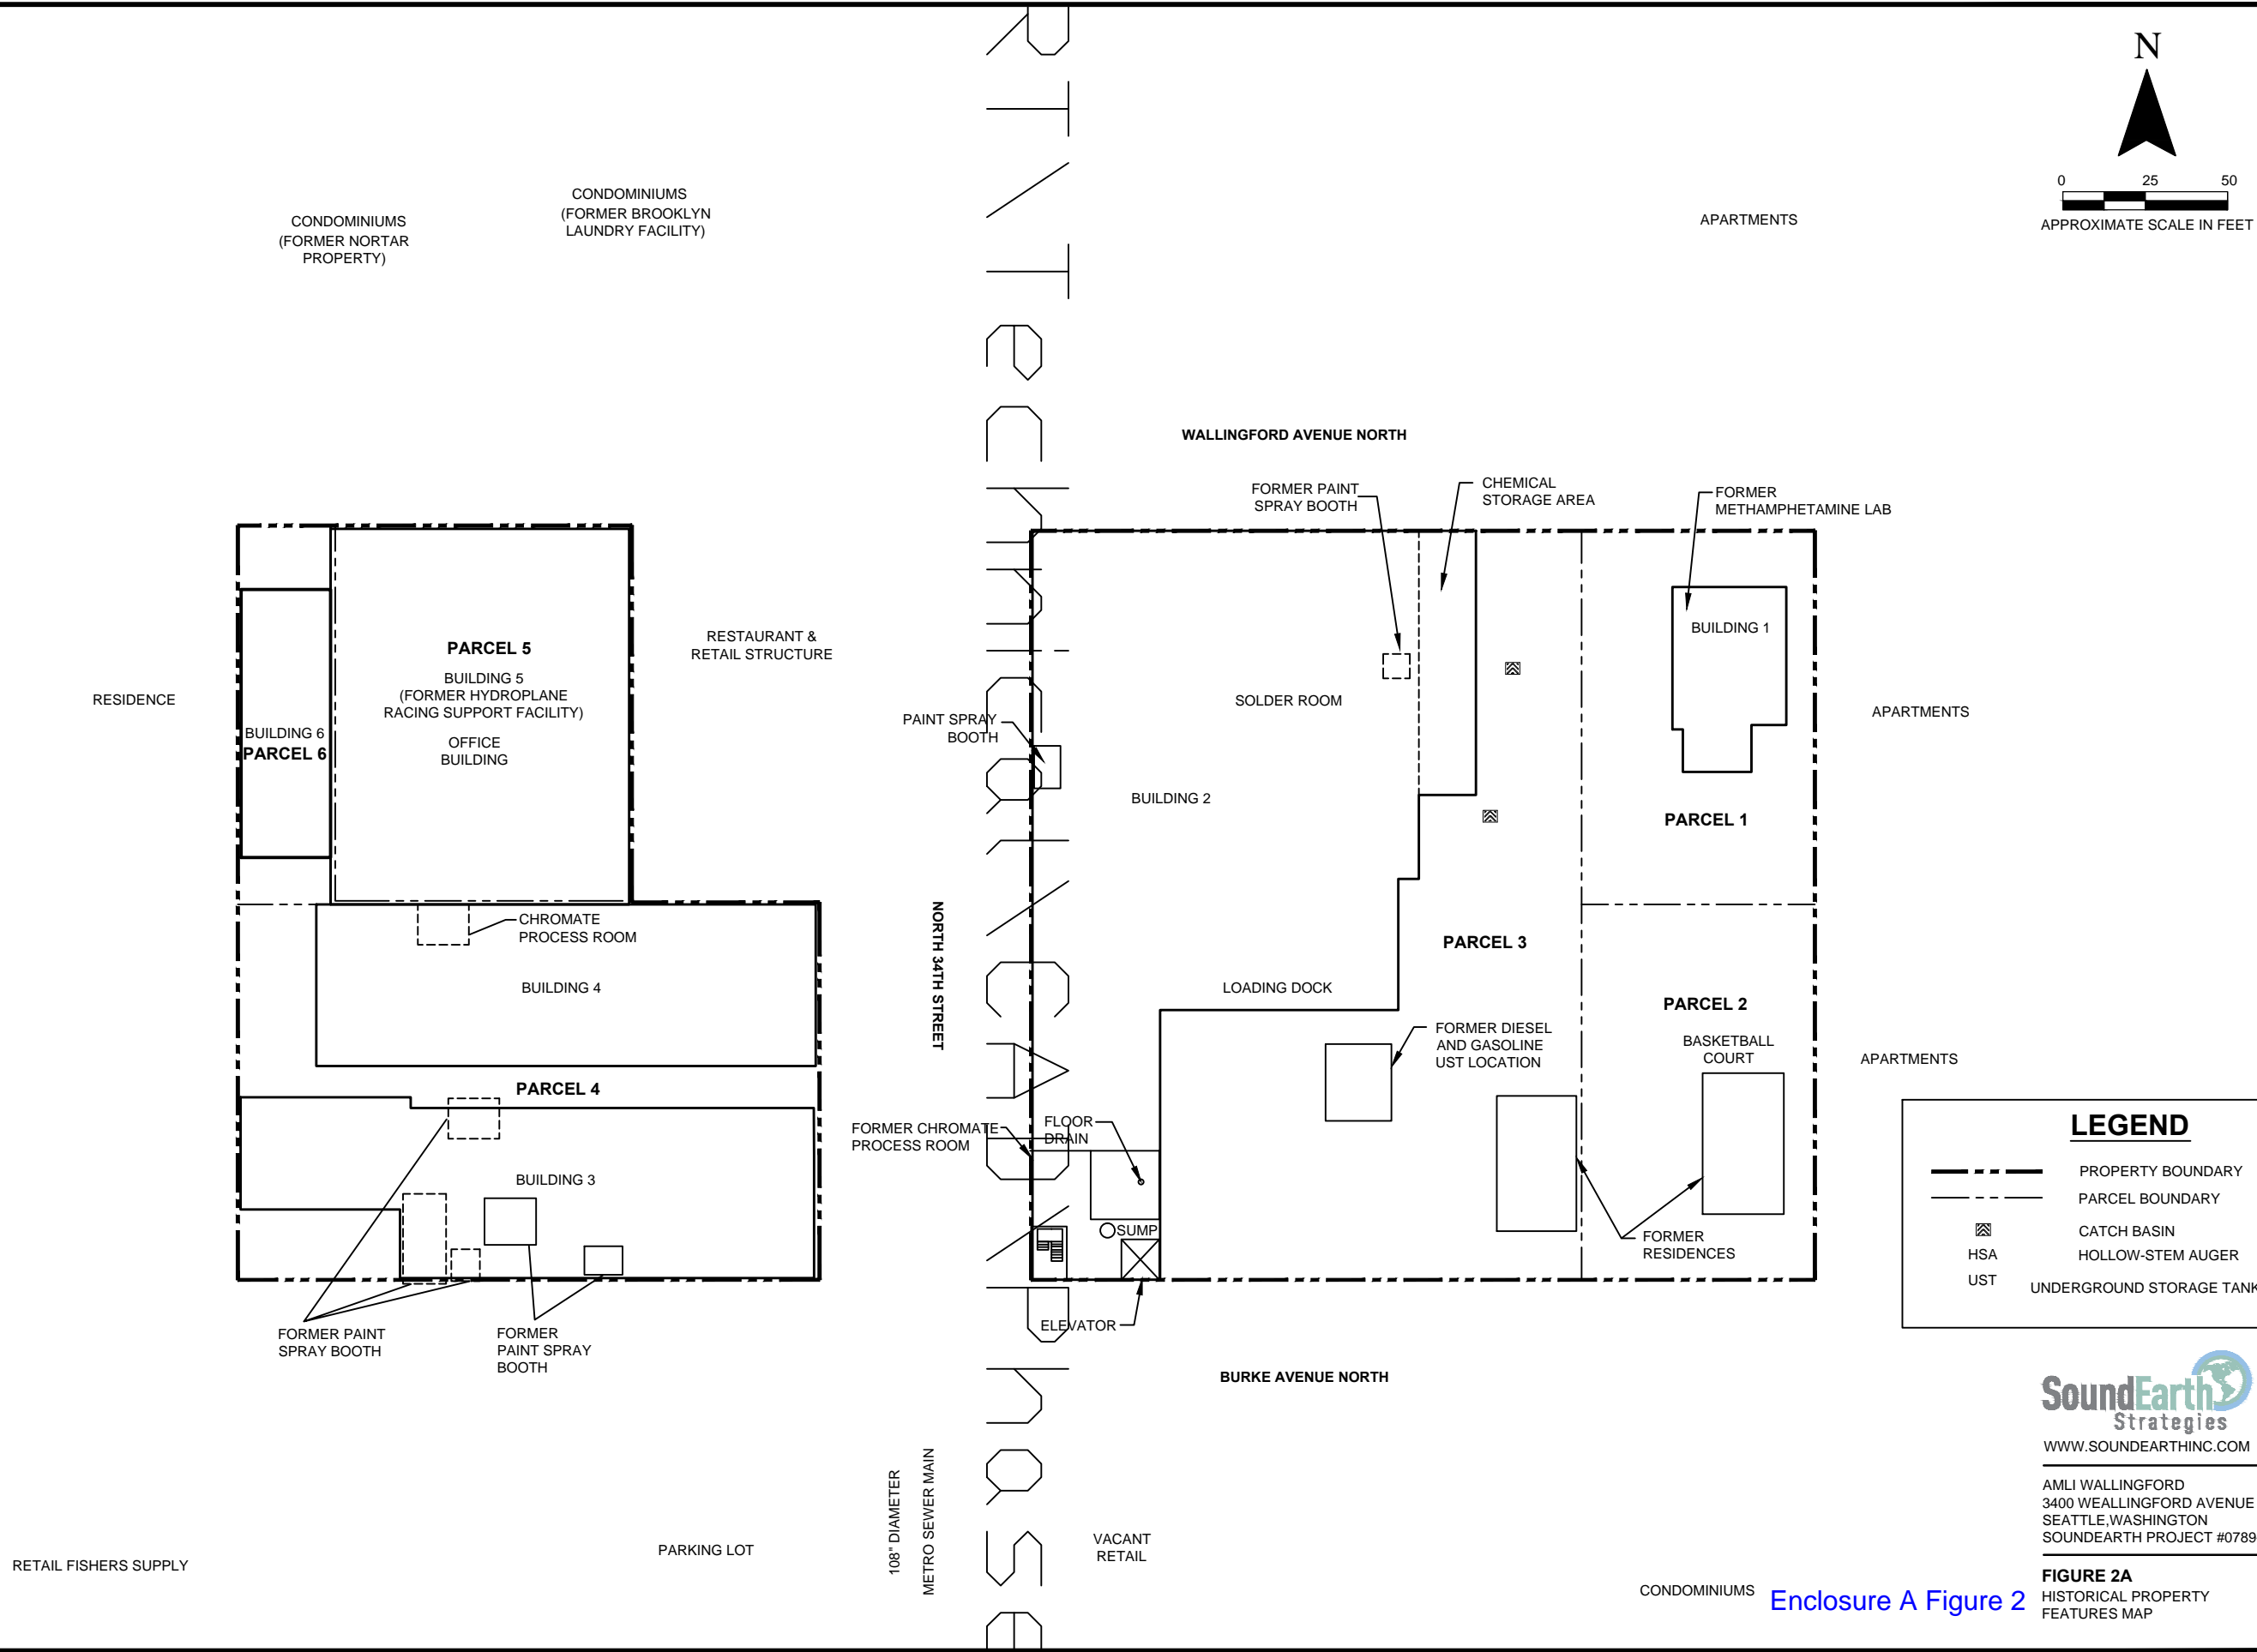 N
0 25 50
APPROXIMATE SCALE IN FEET
CONDOMINIUMS
(FORMER NORTAR
PROPERTY)
CONDOMINIUMS
(FORMER BROOKLYN
LAUNDRY FACILITY)
APARTMENTS
WALLINGFORD AVENUE NORTH
FORMER PAINT
SPRAY BOOTH
CHEMICAL
STORAGE AREA
FORMER
METHAMPHETAMINE LAB
BUILDING 1
PARCEL 5
BUILDING 5
(FORMER HYDROPLANE
RACING SUPPORT FACILITY)
OFFICE
BUILDING
RESTAURANT &
RETAIL STRUCTURE
RESIDENCE
BUILDING 6
PARCEL 6
PAINT SPRAY
BOOTH
SOLDER ROOM
BUILDING 2
APARTMENTS
PARCEL 1
CHROMATE
PROCESS ROOM
BUILDING 4
NORTH 34TH STREET
PARCEL 3
LOADING DOCK
PARCEL 2
BASKETBALL
COURT
FORMER DIESEL
AND GASOLINE
UST LOCATION
APARTMENTS
PARCEL 4
FORMER CHROMATE
PROCESS ROOM
FLOOR
DRAIN
BUILDING 3
SUMP
FORMER
RESIDENCES
ELEVATOR
FORMER PAINT
SPRAY BOOTH
FORMER
PAINT SPRAY
BOOTH
BURKE AVENUE NORTH
LEGEND
PROPERTY BOUNDARY
PARCEL BOUNDARY
CATCH BASIN
HSA HOLLOW-STEM AUGER
UST UNDERGROUND STORAGE TANK
108" DIAMETER
METRO SEWER MAIN
RETAIL FISHERS SUPPLY
PARKING LOT
VACANT
RETAIL
CONDOMINIUMS
Enclosure A Figure 2
SoundEarth
Strategies
WWW.SOUNDEARTHINC.COM
AMLI WALLINGFORD
3400 WEALLINGFORD AVENUE
SEATTLE,WASHINGTON
SOUNDEARTH PROJECT #0789
FIGURE 2A
HISTORICAL PROPERTY
FEATURES MAP